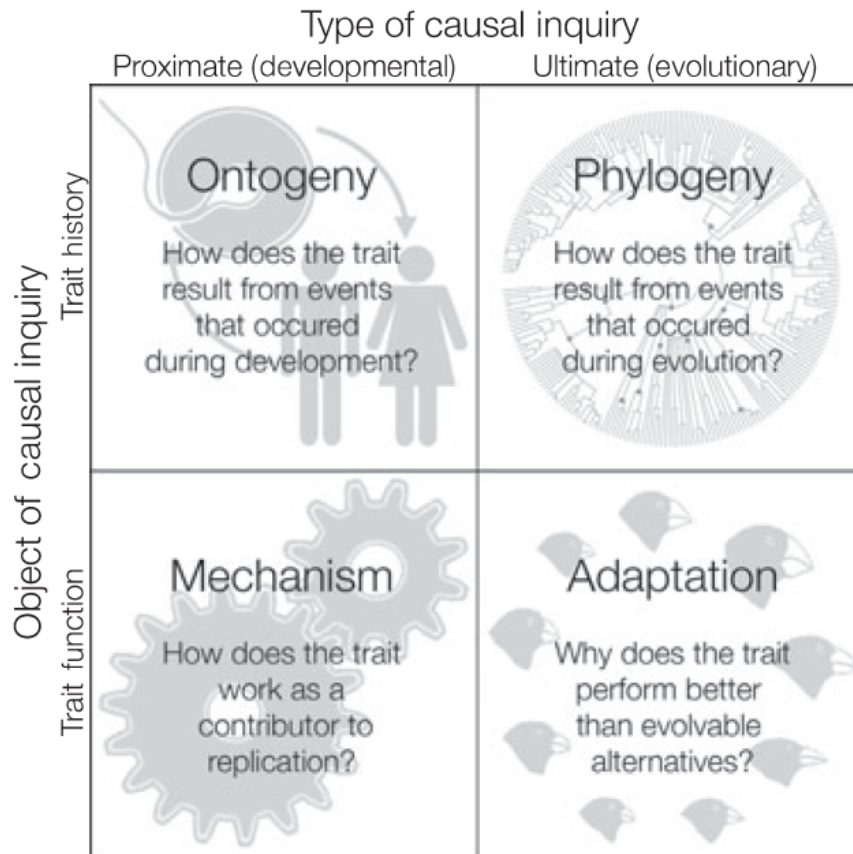 Type of causal inquiry
Proximate (developmental)
Ultimate (evolutionary)
Object of causal inquiry
Trait history
Ontogeny
How does the trait
result from events
that occured
during development?
Phylogeny
How does the trait
result from events
that occured
during evolution?
Trait function
Mechanism
How does the trait
work as a
contributor to
replication?
Adaptation
Why does the trait
perform better
than evolvable
alternatives?